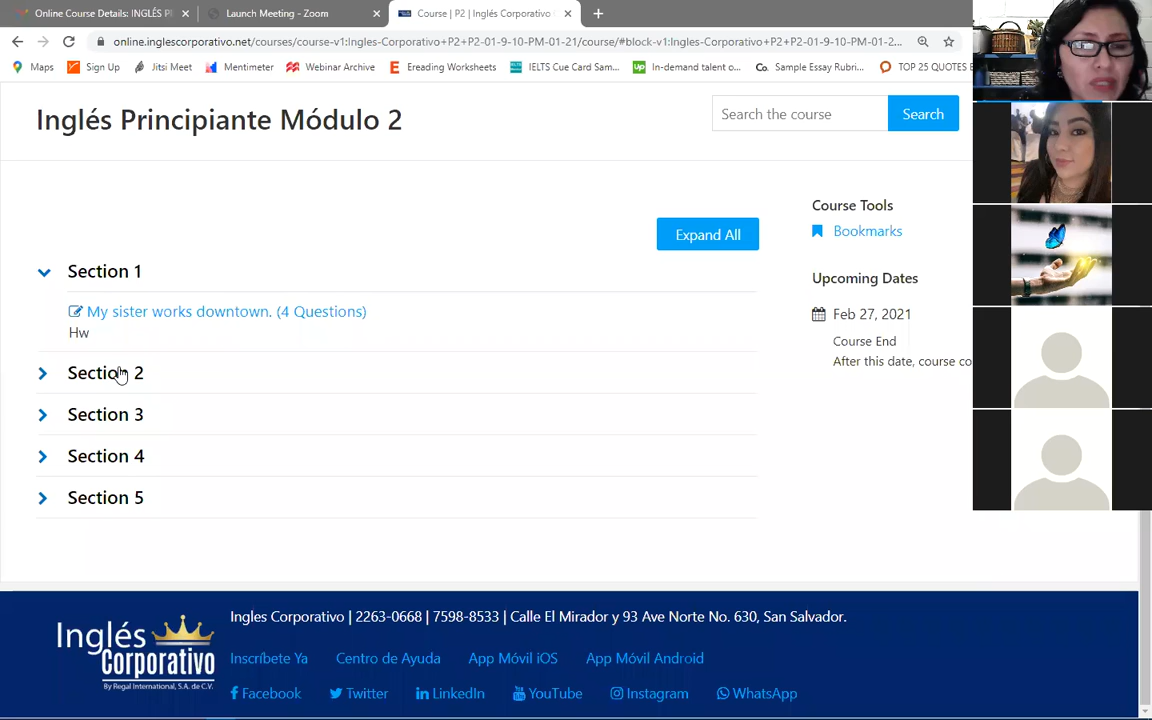 Online Course Details: INGLÉS P
Launch Meeting - Zoom
Course | P2 | Inglés Corporativo
online.inglescorporativo.net/courses/course-v1:Ingles-Corporativo+P2+P2-01-9-10-PM-01-21/course/#block-v1:Ingles-Corporativo+P2+P2-01-9-10-PM-01-2...
Maps
Sign Up
Jitsi Meet
Mentimeter
Webinar Archive
Ereading Worksheets
IELTS Cue Card Sam...
In-demand talent o...
Sample Essay Rubri...
TOP 25 QUOTES
Inglés Principiante Módulo 2
Search the course
Search
Expand All
Section 1
My sister works downtown. (4 Questions)
Hw
Section 2
Section 3
Section 4
Section 5
Course Tools
Bookmarks
Upcoming Dates
Feb 27, 2021
Course End
After this date, course co
Inglés
Corporativo
By Regal International, S.A. de C.V.
Ingles Corporativo | 2263-0668 | 7598-8533 | Calle El Mirador y 93 Ave Norte No. 630, San Salvador.
Inscríbete Ya
Centro de Ayuda
App Móvil iOS
App Móvil Android
Facebook
Twitter
LinkedIn
YouTube
Instagram
WhatsApp